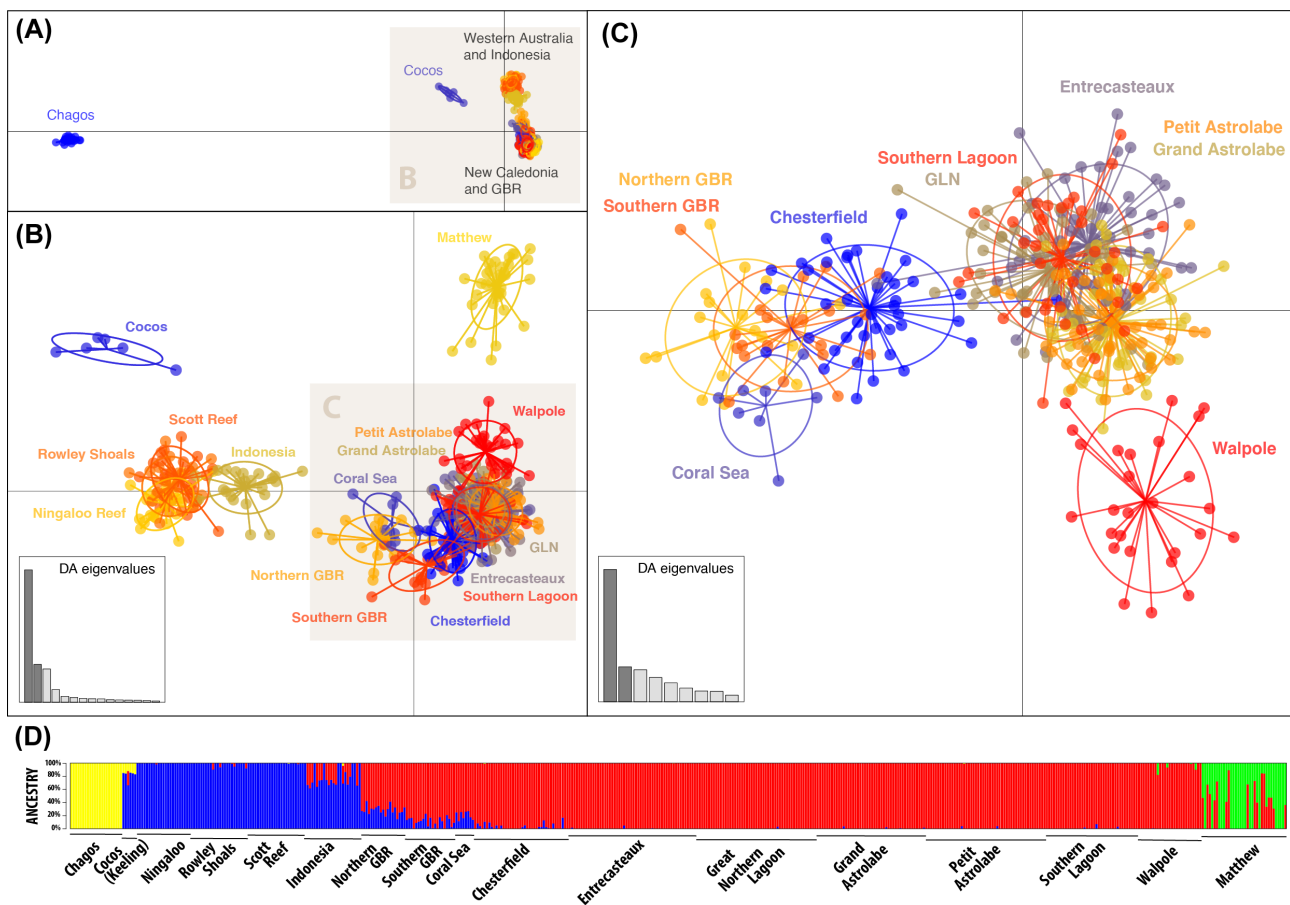 (A)
Western Australia
and Indonesia
Cocos
Chagos
B
New Caledonia
and GBR
(B)
Matthew
Cocos
C
Scott Reef
Walpole
Rowley Shoals
Indonesia
Petit Astrolabe
Grand Astrolabe
Coral Sea
Ningaloo Reef
GLN
Northern GBR
Entrecasteaux
Southern Lagoon
Southern GBR
Chesterfield
DA eigenvalues
(C)
Entrecasteaux
Petit Astrolabe
Grand Astrolabe
Southern Lagoon
GLN
Northern GBR
Southern GBR
Chesterfield
Coral Sea
Walpole
DA eigenvalues
(D)
ANCESTRY
100%
80%
60%
40%
20%
0%
Chagos
Cocos
(Keeling)
Ningaloo
Rowley
Shoals
Scott
Reef
Indonesia
Northern
GBR
Southern
GBR
Coral Sea
Chesterfield
Entrecasteaux
Great
Northern
Lagoon
Grand
Astrolabe
Petit
Astrolabe
Southern
Lagoon
Walpole
Matthew